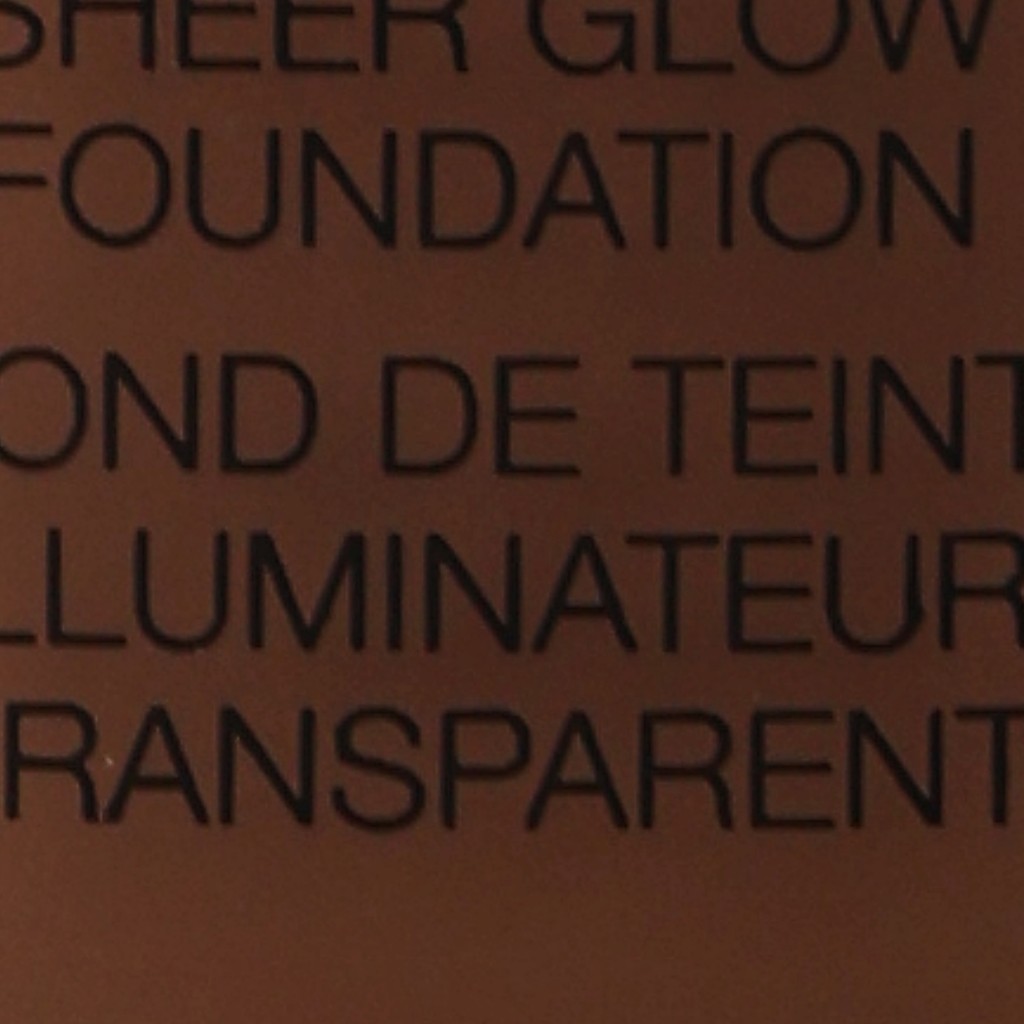 SHEER GLOW
FOUNDATION
OND DE TEINT
LLUMINATEUR
RANSPARENT